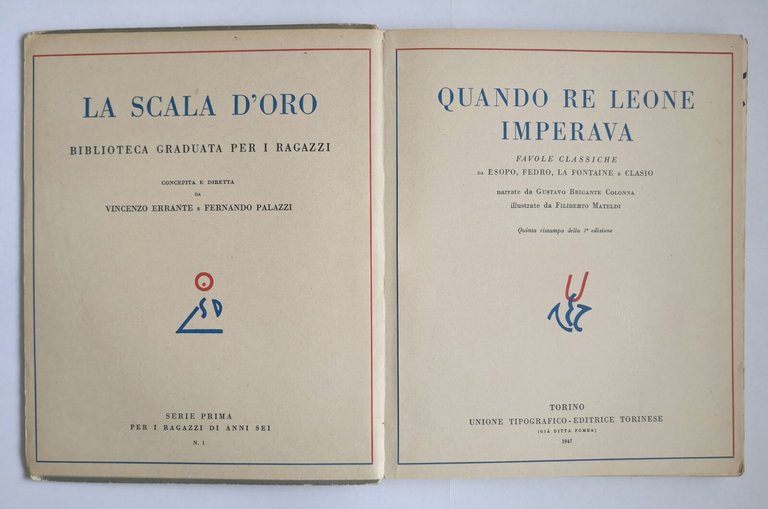 LA SCALA D'ORO
BIBLIOTECA GRADUATA PER I RAGAZZI
CONCEPITA E DIRETTA
DA
VINCENZO ERRANTE E FERNANDO PALAZZI
SERIE PRIMA
PER I RAGAZZI DI ANNI SEI
N. 1
QUANDO RE LEONE
IMPERAVA
FAVOLE CLASSICHE
DA ESOPO, FEDRO, LA FONTAINE E CLASIO
narrate da GUSTAVO BRIGANTE COLONNA
illustrate da FILIBERTO MATELDI
Quinta ristampa della 1ª edizione
TORINO
UNIONE TIPOGRAFICO-EDITRICE TORINESE
(GIÀ DITTA POMBA)
1947